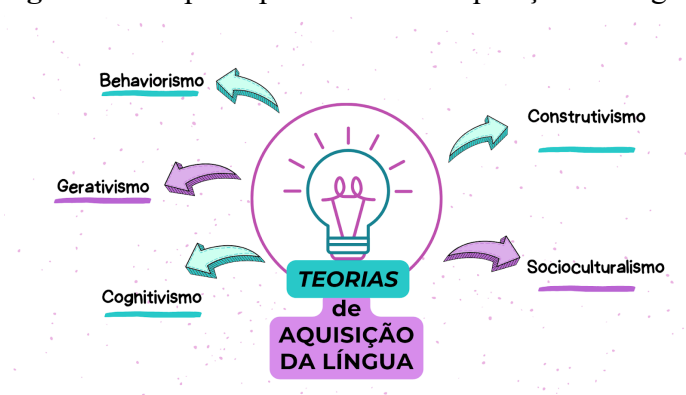 Behaviorismo
Construtivismo
Gerativismo
Socioculturalismo
Cognitivismo
TEORIAS
de
AQUISIÇÃO
DA LÍNGUA